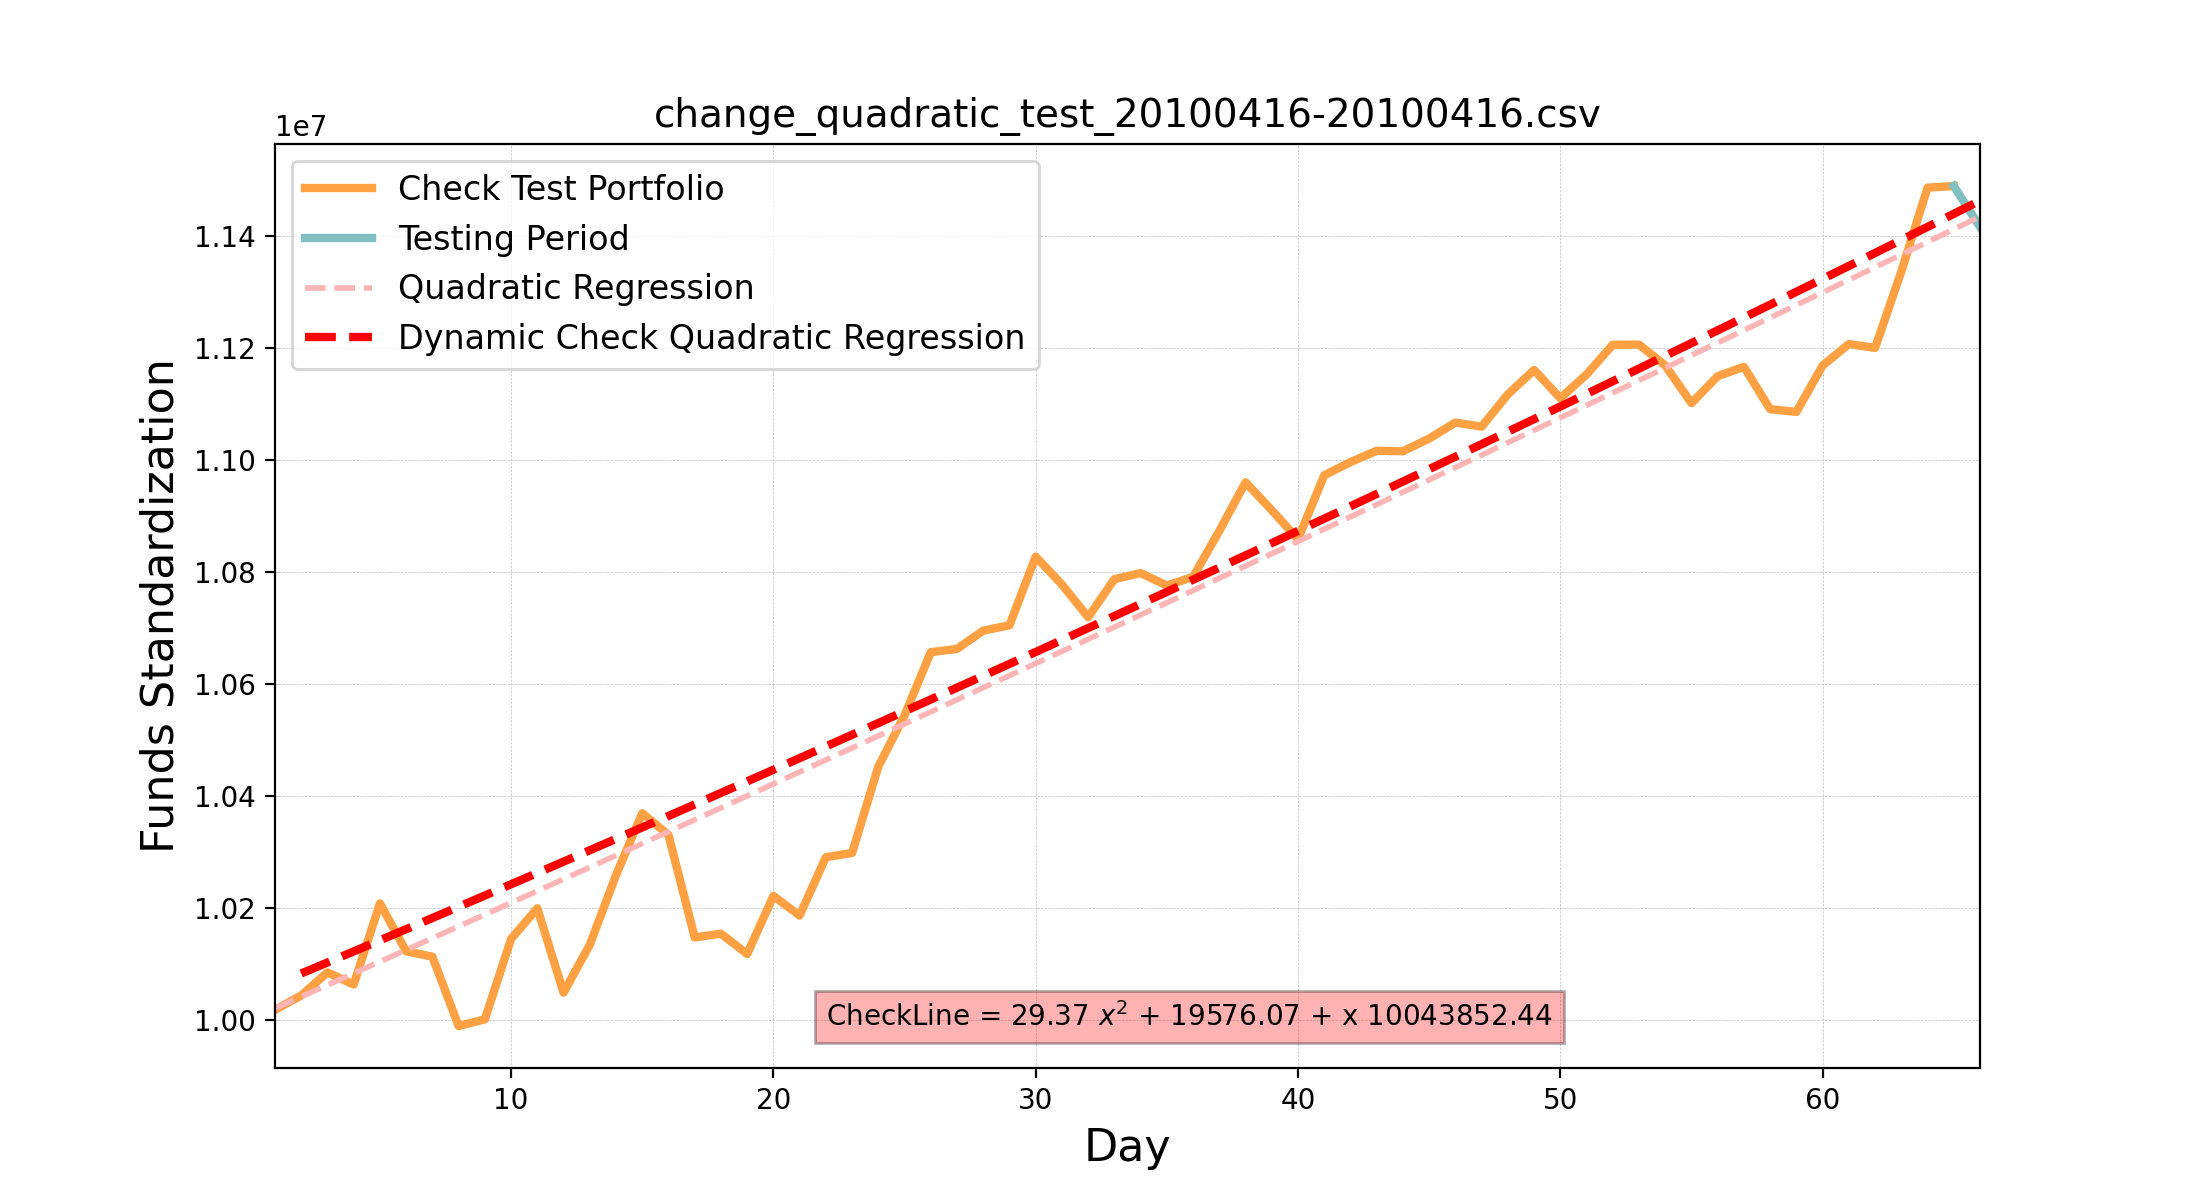 change_quadratic_test_20100416-20100416.csv
1e7
Check Test Portfolio
Testing Period
Quadratic Regression
Dynamic Check Quadratic Regression
1.14
1.12
1.10
1.08
1.06
1.04
1.02
1.00
Funds Standardization
CheckLine = 29.37 x² + 19576.07 + x 10043852.44
10 20 30 40 50 60
Day